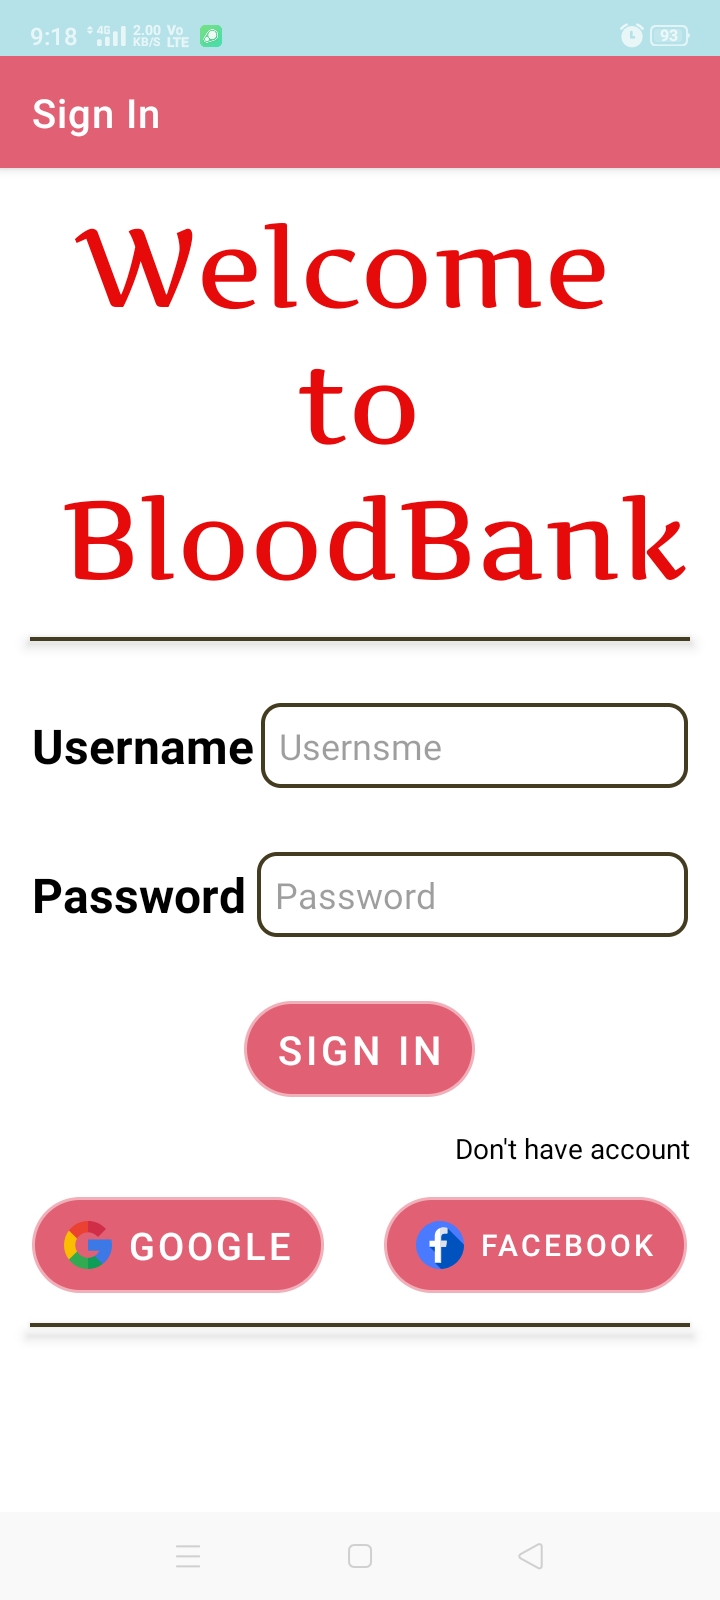 9:18 4G 2.00 KB/S Vo LTE 93
Sign In
Welcome
to
BloodBank
Username Usernsme
Password Password
SIGN IN
Don't have account
GOOGLE FACEBOOK